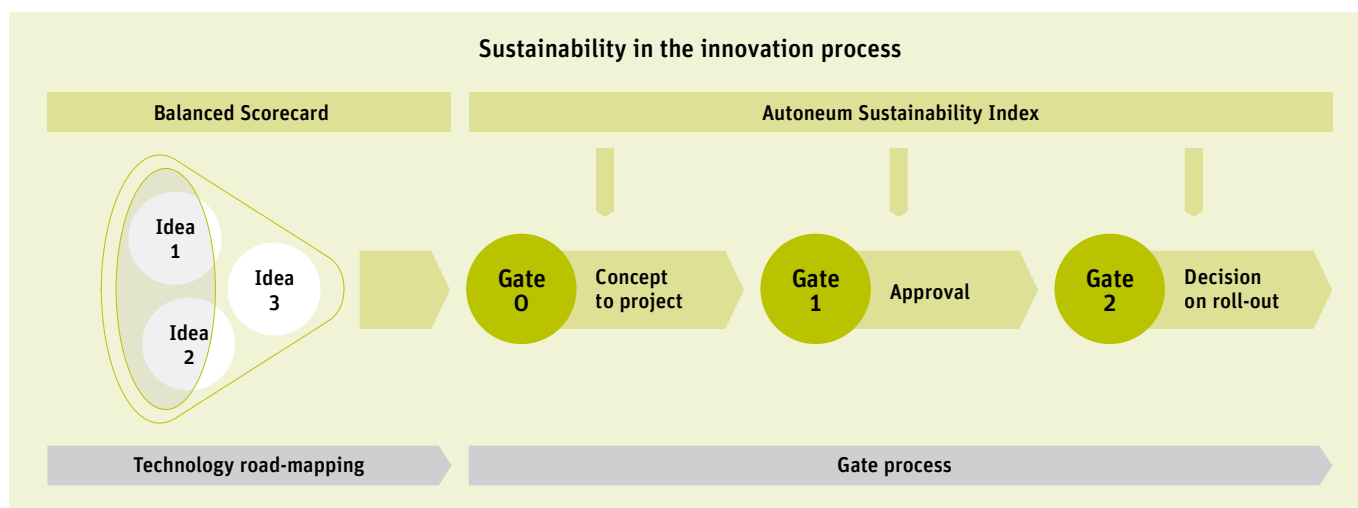 Sustainability in the innovation process
Balanced Scorecard
Autoneum Sustainability Index
Idea
1
Idea
2
Idea
3
Gate
0
Concept
to project
Gate
1
Approval
Gate
2
Decision
on roll-out
Technology road-mapping
Gate process